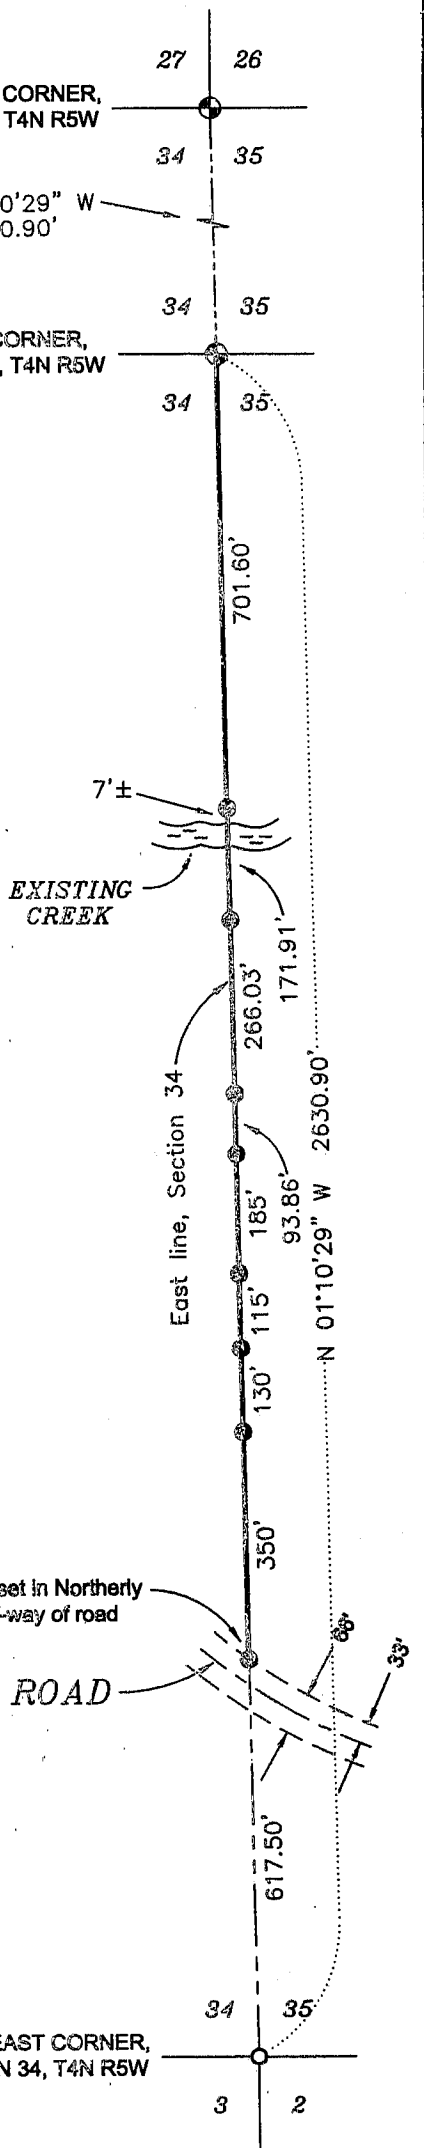 27 26
CORNER,
T4N R5W
34 35
0'29" W
0.90'
34 35
CORNER,
, T4N R5W
34 35
701.60'
7'±
EXISTING
CREEK
171.91'
266.03'
East line, Section 34
93.86'
N 01°10'29" W 2630.90'
185'
115'
130'
350'
set in Northerly
-way of road
66'
33'
ROAD
617.50'
34 35
EAST CORNER,
N 34, T4N R5W
3 2